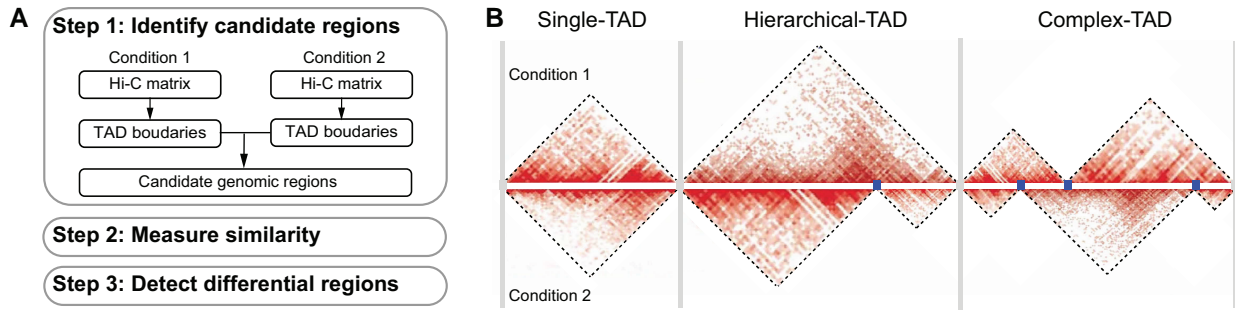 A
Step 1: Identify candidate regions
Condition 1
Condition 2
Hi-C matrix
Hi-C matrix
TAD boudaries
TAD boudaries
Candidate genomic regions
Step 2: Measure similarity
Step 3: Detect differential regions
B
Single-TAD
Hierarchical-TAD
Complex-TAD
Condition 1
Condition 2